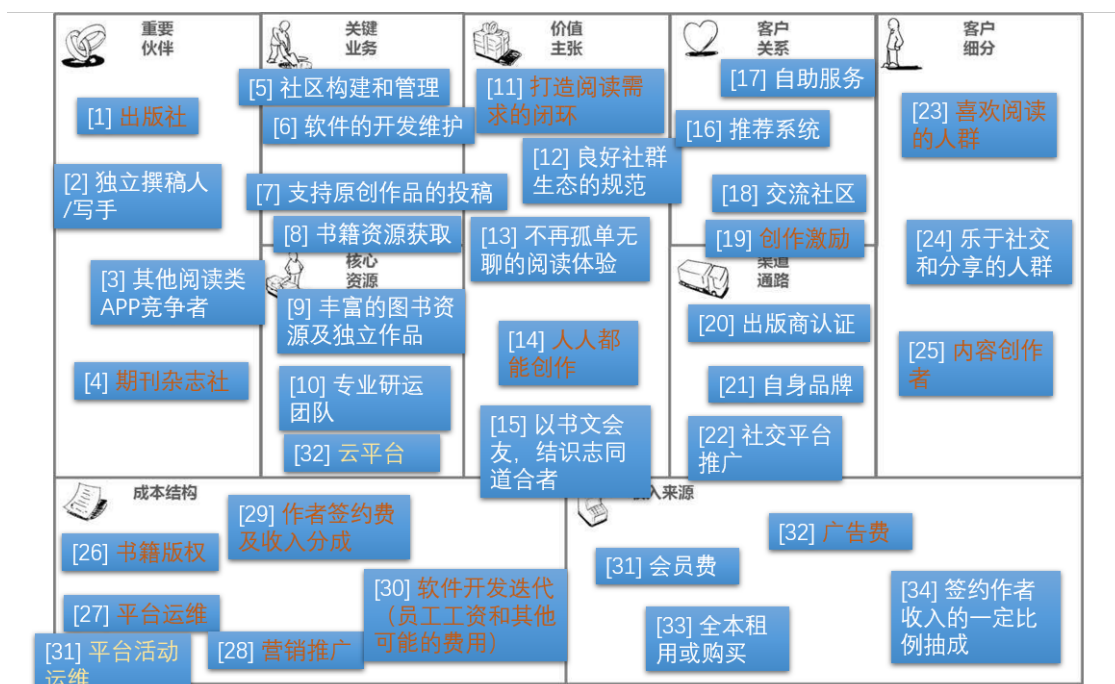 重要
伙伴
[1] 出版社
[2] 独立撰稿人
/写手
[3] 其他阅读类
APP竞争者
[4] 期刊杂志社
关键
业务
[5] 社区构建和管理
[6] 软件的开发维护
[7] 支持原创作品的投稿
[8] 书籍资源获取
核心
资源
[9] 丰富的图书资
源及独立作品
[10] 专业研运
团队
[32] 云平台
价值
主张
[11] 打造阅读需
求的闭环
[12] 良好社群
生态的规范
[13] 不再孤单无
聊的阅读体验
[14] 人人都
能创作
[15] 以书文会
友，结识志同
道合者
客户
关系
[17] 自助服务
[16] 推荐系统
[18] 交流社区
[19] 创作激励
渠道
通路
[20] 出版商认证
[21] 自身品牌
[22] 社交平台
推广
客户
细分
[23] 喜欢阅读
的人群
[24] 乐于社交
和分享的人群
[25] 内容创作
者
成本结构
[29] 作者签约费
及收入分成
[26] 书籍版权
[30] 软件开发迭代
（员工工资和其他
可能的费用）
[27] 平台运维
[28] 营销推广
[31] 平台活动
运维
入来源
[32] 广告费
[31] 会员费
[34] 签约作者
收入的一定比
例抽成
[33] 全本租
用或购买